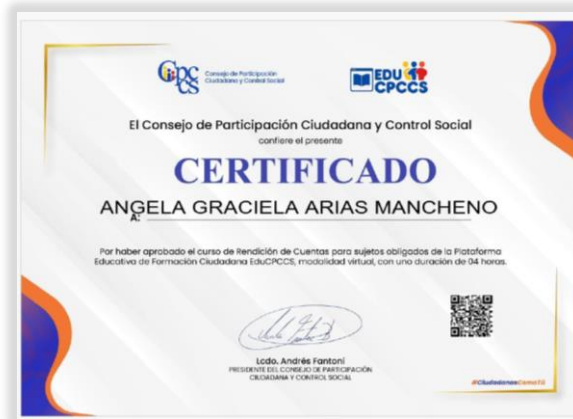 CPCCS Consejo de Participación
Ciudadana y Control Social
EDU
CPCCS
El Consejo de Participación Ciudadana y Control Social
confiere el presente
CERTIFICADO
A: ANGELA GRACIELA ARIAS MANCHENO
Por haber aprobado el curso de Rendición de Cuentas para sujetos obligados de la Plataforma
Educativa de Formación Ciudadana EduCPCCS, modalidad virtual, con una duración de 04 horas.
Lcdo. Andrés Fantoni
PRESIDENTE DEL CONSEJO DE PARTICIPACIÓN
CIUDADANA Y CONTROL SOCIAL
#CiudadanosComoTú